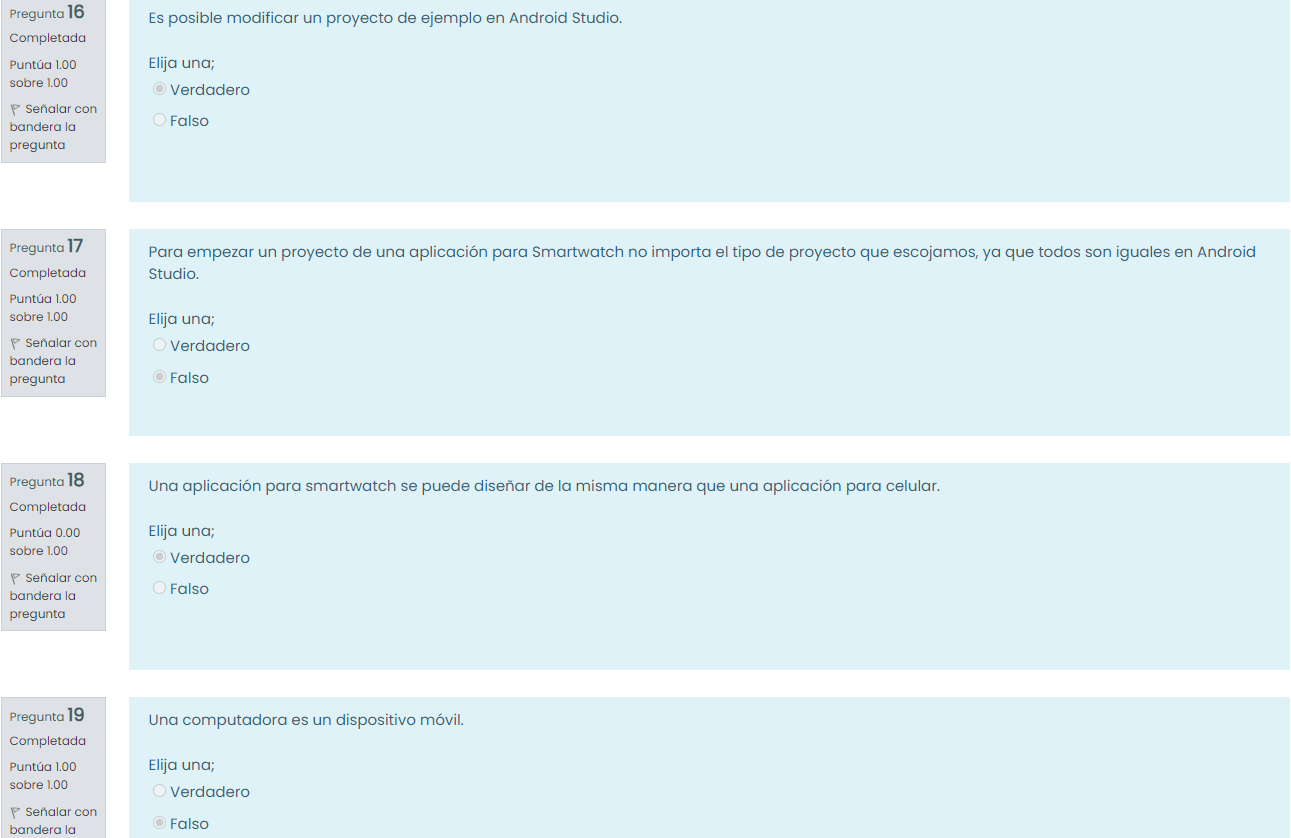 Pregunta 16
Completada
Puntúa 1.00
sobre 1.00
Señalar con
bandera la
pregunta
Es posible modificar un proyecto de ejemplo en Android Studio.
Elija una;
Verdadero
Falso
Pregunta 17
Completada
Puntúa 1.00
sobre 1.00
Señalar con
bandera la
pregunta
Para empezar un proyecto de una aplicación para Smartwatch no importa el tipo de proyecto que escojamos, ya que todos son iguales en Android
Studio.
Elija una;
Verdadero
Falso
Pregunta 18
Completada
Puntúa 0.00
sobre 1.00
Señalar con
bandera la
pregunta
Una aplicación para smartwatch se puede diseñar de la misma manera que una aplicación para celular.
Elija una;
Verdadero
Falso
Pregunta 19
Completada
Puntúa 1.00
sobre 1.00
Señalar con
bandera la
Una computadora es un dispositivo móvil.
Elija una;
Verdadero
Falso